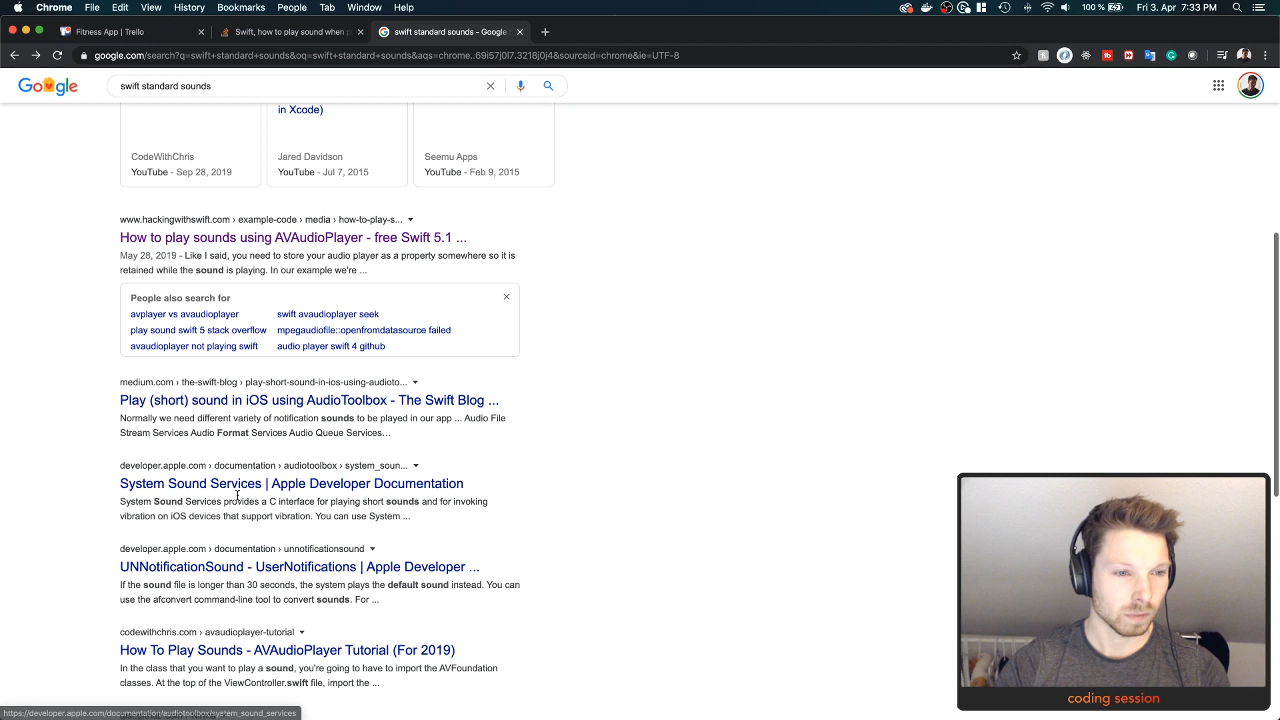 Chrome File Edit View History Bookmarks People Tab Window Help 100 % Fri 3. Apr 7:33 PM
Fitness App | Trello
Swift, how to play sound when p
swift standard sounds - Google
google.com/search?q=swift+standard+sounds&oq=swift+standard+sounds&aqs=chrome..69i57j0l7.3218j0j4&sourceid=chrome&ie=UTF-8
Google
swift standard sounds
in Xcode)
CodeWithChris
YouTube - Sep 28, 2019
Jared Davidson
YouTube - Jul 7, 2015
Seemu Apps
YouTube - Feb 9, 2015
www.hackingwithswift.com › example-code › media › how-to-play-s...
How to play sounds using AVAudioPlayer - free Swift 5.1 ...
May 28, 2019 - Like I said, you need to store your audio player as a property somewhere so it is
retained while the sound is playing. In our example we're ...
People also search for
avplayer vs avaudioplayer
swift avaudioplayer seek
play sound swift 5 stack overflow
mpegaudiofile::openfromdatasource failed
avaudioplayer not playing swift
audio player swift 4 github
medium.com › the-swift-blog › play-short-sound-in-ios-using-audioto...
Play (short) sound in iOS using AudioToolbox - The Swift Blog ...
Normally we need different variety of notification sounds to be played in our app ... Audio File
Stream Services Audio Format Services Audio Queue Services…
developer.apple.com › documentation › audiotoolbox › system_soun...
System Sound Services | Apple Developer Documentation
System Sound Services provides a C interface for playing short sounds and for invoking
vibration on iOS devices that support vibration. You can use System ...
developer.apple.com › documentation › unnotificationsound
UNNotificationSound - UserNotifications | Apple Developer ...
If the sound file is longer than 30 seconds, the system plays the default sound instead. You can
use the afconvert command-line tool to convert sounds. For ...
codewithchris.com › avaudioplayer-tutorial
How To Play Sounds - AVAudioPlayer Tutorial (For 2019)
In the class that you want to play a sound, you're going to have to import the AVFoundation
classes. At the top of the ViewController.swift file, import the ...
https://developer.apple.com/documentation/audiotoolbox/system_sound_services
coding session